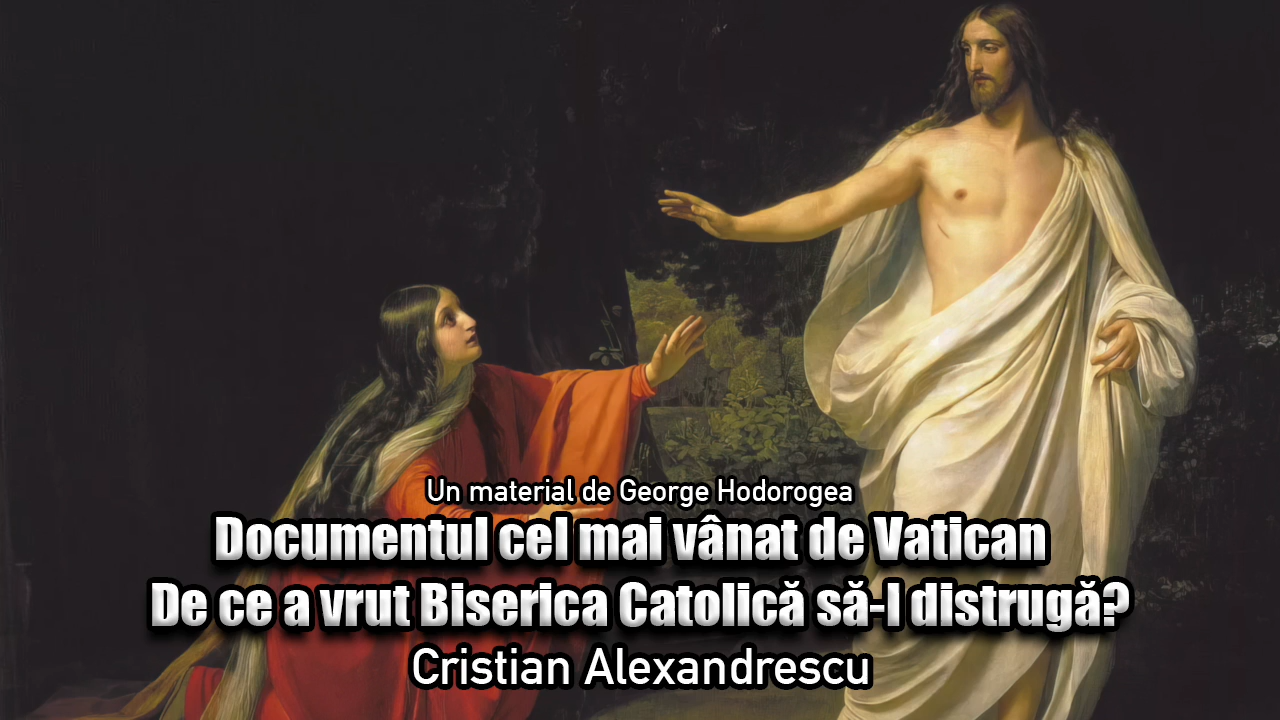 Un material de George Hodorogea
Documentul cel mai vânat de Vatican
De ce a vrut Biserica Catolică să-l distrugă?
Cristian Alexandrescu